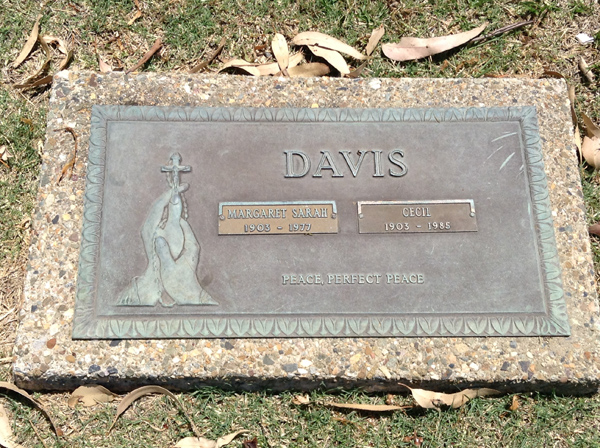 DAVIS
MARGARET SARAH
1903 - 1977
CECIL
1903 - 1985
PEACE, PERFECT PEACE